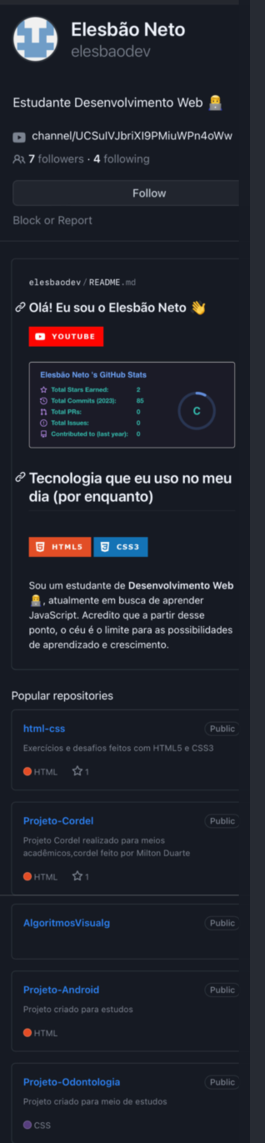 Elesbão Neto
elesbaodev
Estudante Desenvolvimento Web
channel/UCSulVJbriXI9PMiuWPn4oWw
7 followers · 4 following
Follow
Block or Report
elesbaodev / README.md
Olá! Eu sou o Elesbão Neto
YOUTUBE
Elesbão Neto 's GitHub Stats
Total Stars Earned: 2
Total Commits (2023): 85
Total PRs: 0
Total Issues: 0
Contributed to (last year): 0
C
Tecnologia que eu uso no meu
dia (por enquanto)
HTML5 CSS3
Sou um estudante de Desenvolvimento Web
, atualmente em busca de aprender
JavaScript. Acredito que a partir desse
ponto, o céu é o limite para as possibilidades
de aprendizado e crescimento.
Popular repositories
html-css Public
Exercícios e desafios feitos com HTML5 e CSS3
HTML 1
Projeto-Cordel Public
Projeto Cordel realizado para meios
acadêmicos,cordel feito por Milton Duarte
HTML 1
AlgoritmosVisualg Public
Projeto-Android Public
Projeto criado para estudos
HTML
Projeto-Odontologia Public
Projeto criado para meio de estudos
CSS